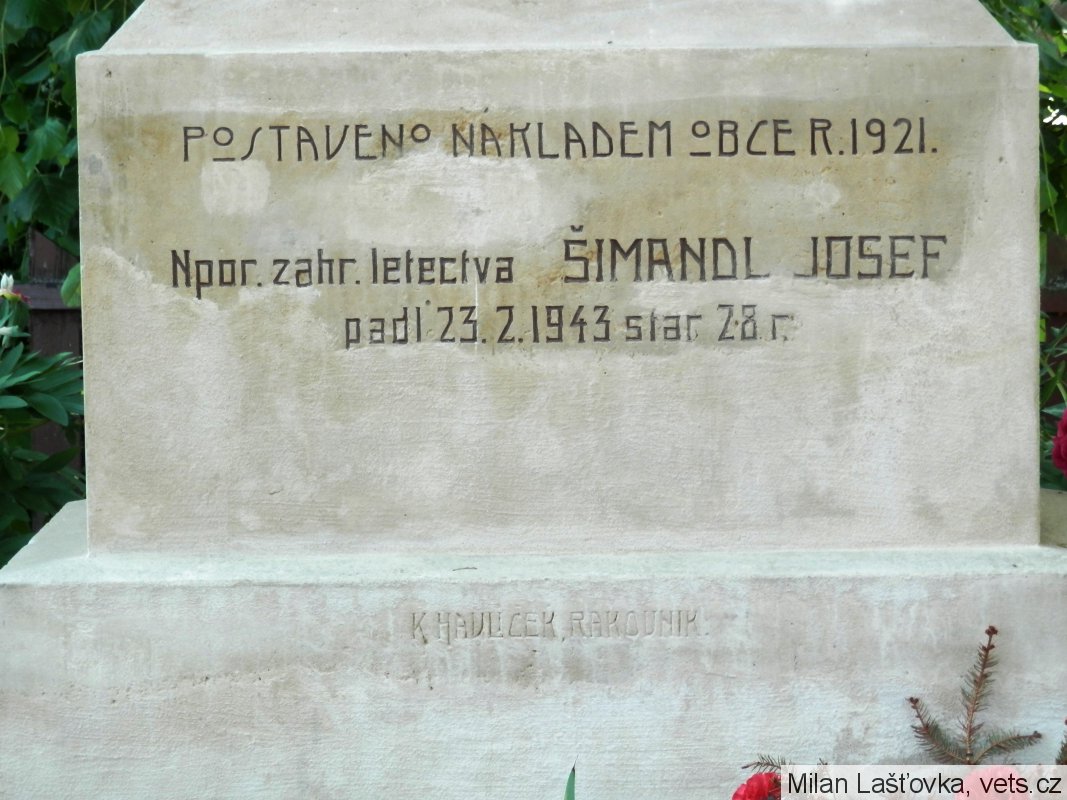 POSTAVENO NÁKLADEM OBCE R. 1921.
Npor. zahr. letectva ŠIMANDL JOSEF
padl 23. 2. 1943 star 28 r.
K. HAVLÍČEK, RAKOVNÍK.
Milan Lašťovka, vets.cz